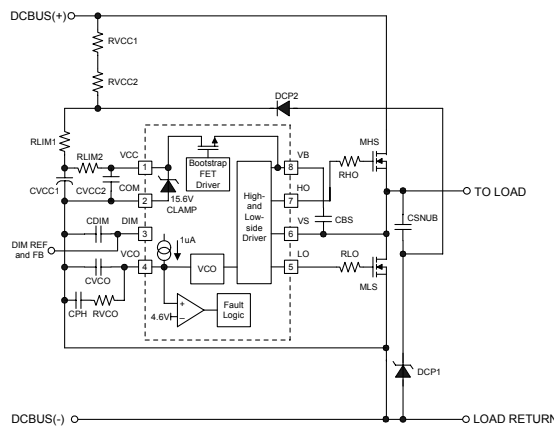 DCBUS(+)
RVCC1
RVCC2
DCP2
RLIM1
RLIM2
VCC
1
Bootstrap
FET
Driver
VB
8
MHS
RHO
CVCC1
CVCC2
COM
2
15.6V
CLAMP
High-
and
Low-
side
Driver
HO
7
TO LOAD
CBS
CSNUB
VS
6
CDIM
DIM
3
DIM REF
and FB
1uA
VCO
4
VCO
LO
5
RLO
MLS
CVCO
CPH
RVCO
4.6V
+
–
Fault
Logic
DCP1
DCBUS(-)
LOAD RETURN